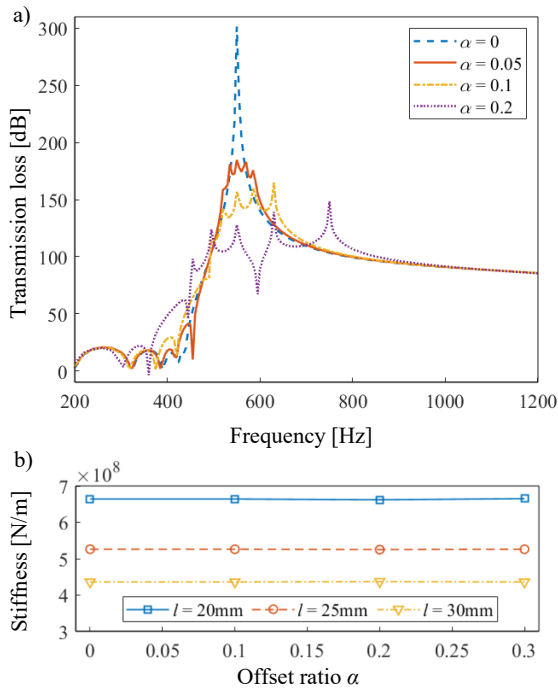 a)
Transmission loss [dB]
300
250
200
150
100
50
0
α = 0
α = 0.05
α = 0.1
α = 0.2
200 400 600 800 1000 1200
Frequency [Hz]
b)
×10⁸
Stiffness [N/m]
7
6
5
4
3
l = 20mm l = 25mm l = 30mm
0 0.05 0.1 0.15 0.2 0.25 0.3
Offset ratio α